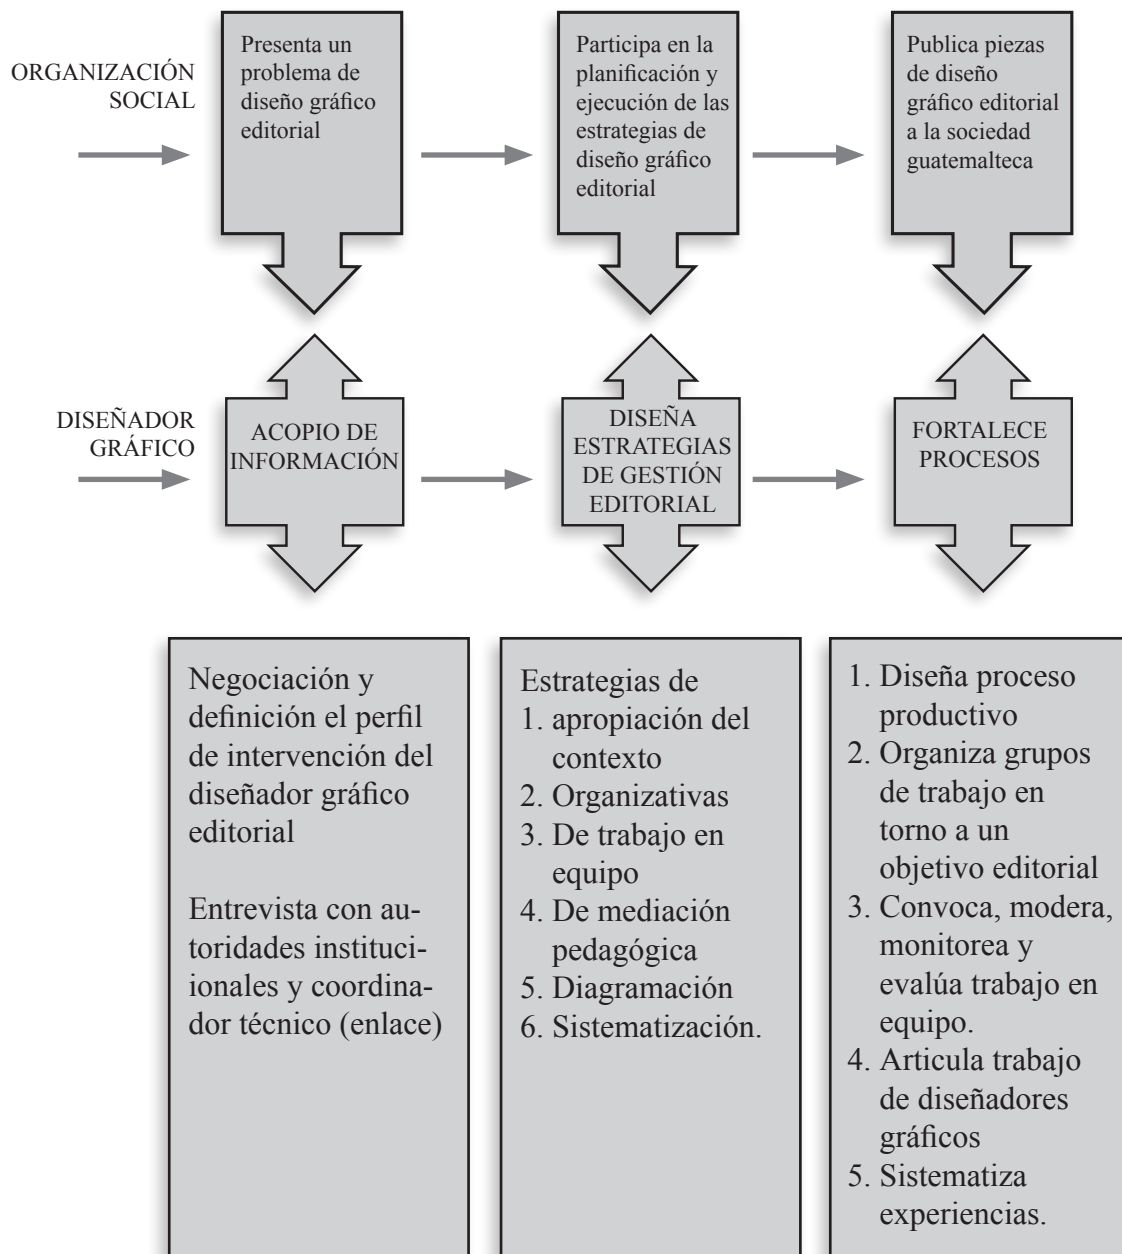 ORGANIZACIÓN
SOCIAL
Presenta un
problema de
diseño gráfico
editorial
Participa en la
planificación y
ejecución de las
estrategias de
diseño gráfico
editorial
Publica piezas
de diseño
gráfico editorial
a la sociedad
guatemalteca
DISEÑADOR
GRÁFICO
ACOPIO DE
INFORMACIÓN
DISEÑA
ESTRATEGIAS
DE GESTIÓN
EDITORIAL
FORTALECE
PROCESOS
Negociación y
definición el perfil
de intervención del
diseñador gráfico
editorial
Entrevista con au-
toridades instituci-
ionales y coordina-
dor técnico (enlace)
Estrategias de
1. apropiación del
contexto
2. Organizativas
3. De trabajo en
equipo
4. De mediación
pedagógica
5. Diagramación
6. Sistematización.
1. Diseña proceso
productivo
2. Organiza grupos
de trabajo en
torno a un
objetivo editorial
3. Convoca, modera,
monitorea y
evalúa trabajo en
equipo.
4. Articula trabajo
de diseñadores
gráficos
5. Sistematiza
experiencias.